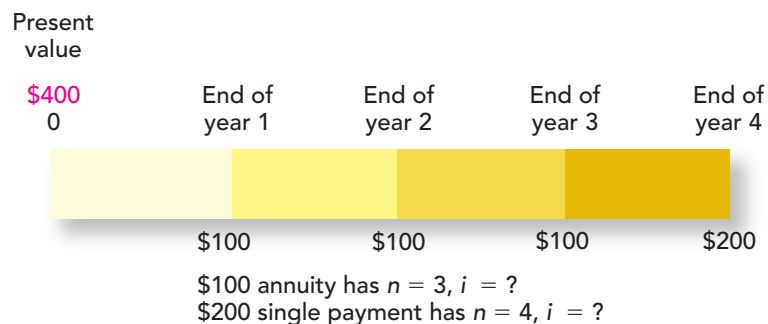 Present
value
$400
0
End of
year 1
End of
year 2
End of
year 3
End of
year 4
$100
$100
$100
$200
$100 annuity has n = 3, i = ?
$200 single payment has n = 4, i = ?